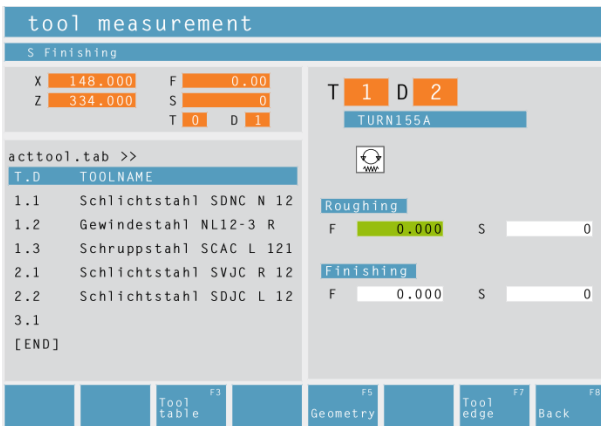 tool measurement
S Finishing
X 148.000 F 0.00
Z 334.000 S 0
T 0 D 1
acttool.tab >>
T.D TOOLNAME
1.1 Schlichtstahl SDNC N 12
1.2 Gewindestahl NL12-3 R
1.3 Schruppstahl SCAC L 121
2.1 Schlichtstahl SVJC R 12
2.2 Schlichtstahl SDJC L 12
3.1
[END]
T 1 D 2
TURN155A
Roughing
F 0.000 S 0
Finishing
F 0.000 S 0
F3
Tool
table
F5
Geometry
F7
Tool
edge
F8
Back